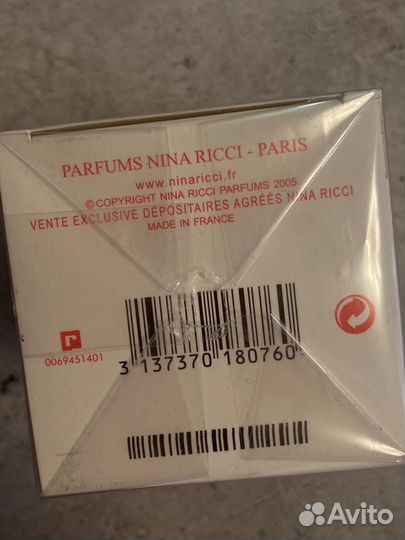 PARFUMS NINA RICCI - PARIS
www.ninaricci.fr
©COPYRIGHT NINA RICCI PARFUMS 2005
VENTE EXCLUSIVE DÉPOSITAIRES AGRÉÉS NINA RICCI
MADE IN FRANCE
r
0069451401
3 137370 180760
Avito